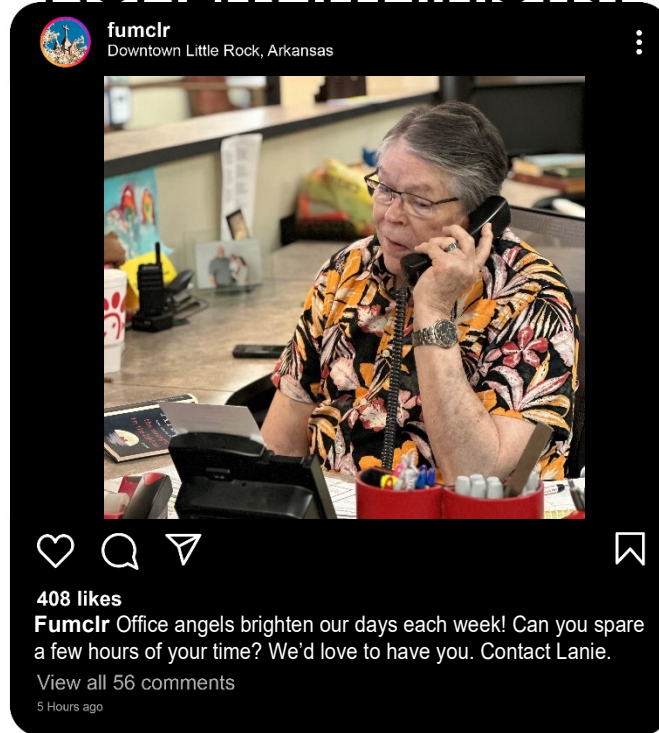 fumclr
Downtown Little Rock, Arkansas
408 likes
Fumclr Office angels brighten our days each week! Can you spare
a few hours of your time? We'd love to have you. Contact Lanie.
View all 56 comments
5 Hours ago